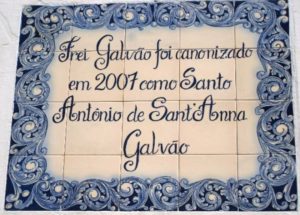 Frei Galvão foi canonizado
em 2007 como Santo
Antônio de Sant'Anna
Galvão